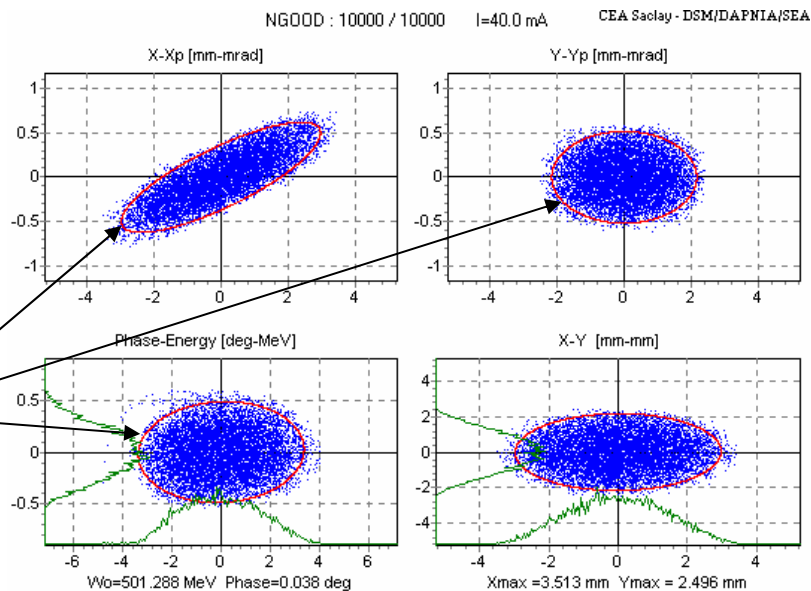 NGOOD : 10000 / 10000 I=40.0 mA CEA Saclay - DSM/DAPNIA/SEA
X-Xp [mm-mrad] Y-Yp [mm-mrad]
1 1
0.5 0.5
0 0
-0.5 -0.5
-1 -1
-4 -2 0 2 4 -4 -2 0 2 4
Phase-Energy [deg-MeV] X-Y [mm-mm]
4
0.5 2
0 0
-0.5 -2
-4
-6 -4 -2 0 2 4 6 -4 -2 0 2 4
Wo=501.288 MeV Phase=0.038 deg Xmax =3.513 mm Ymax = 2.496 mm